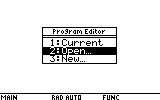 Program Editor
1:Current
2:Open...
3:New...
MAIN RAD AUTO FUNC